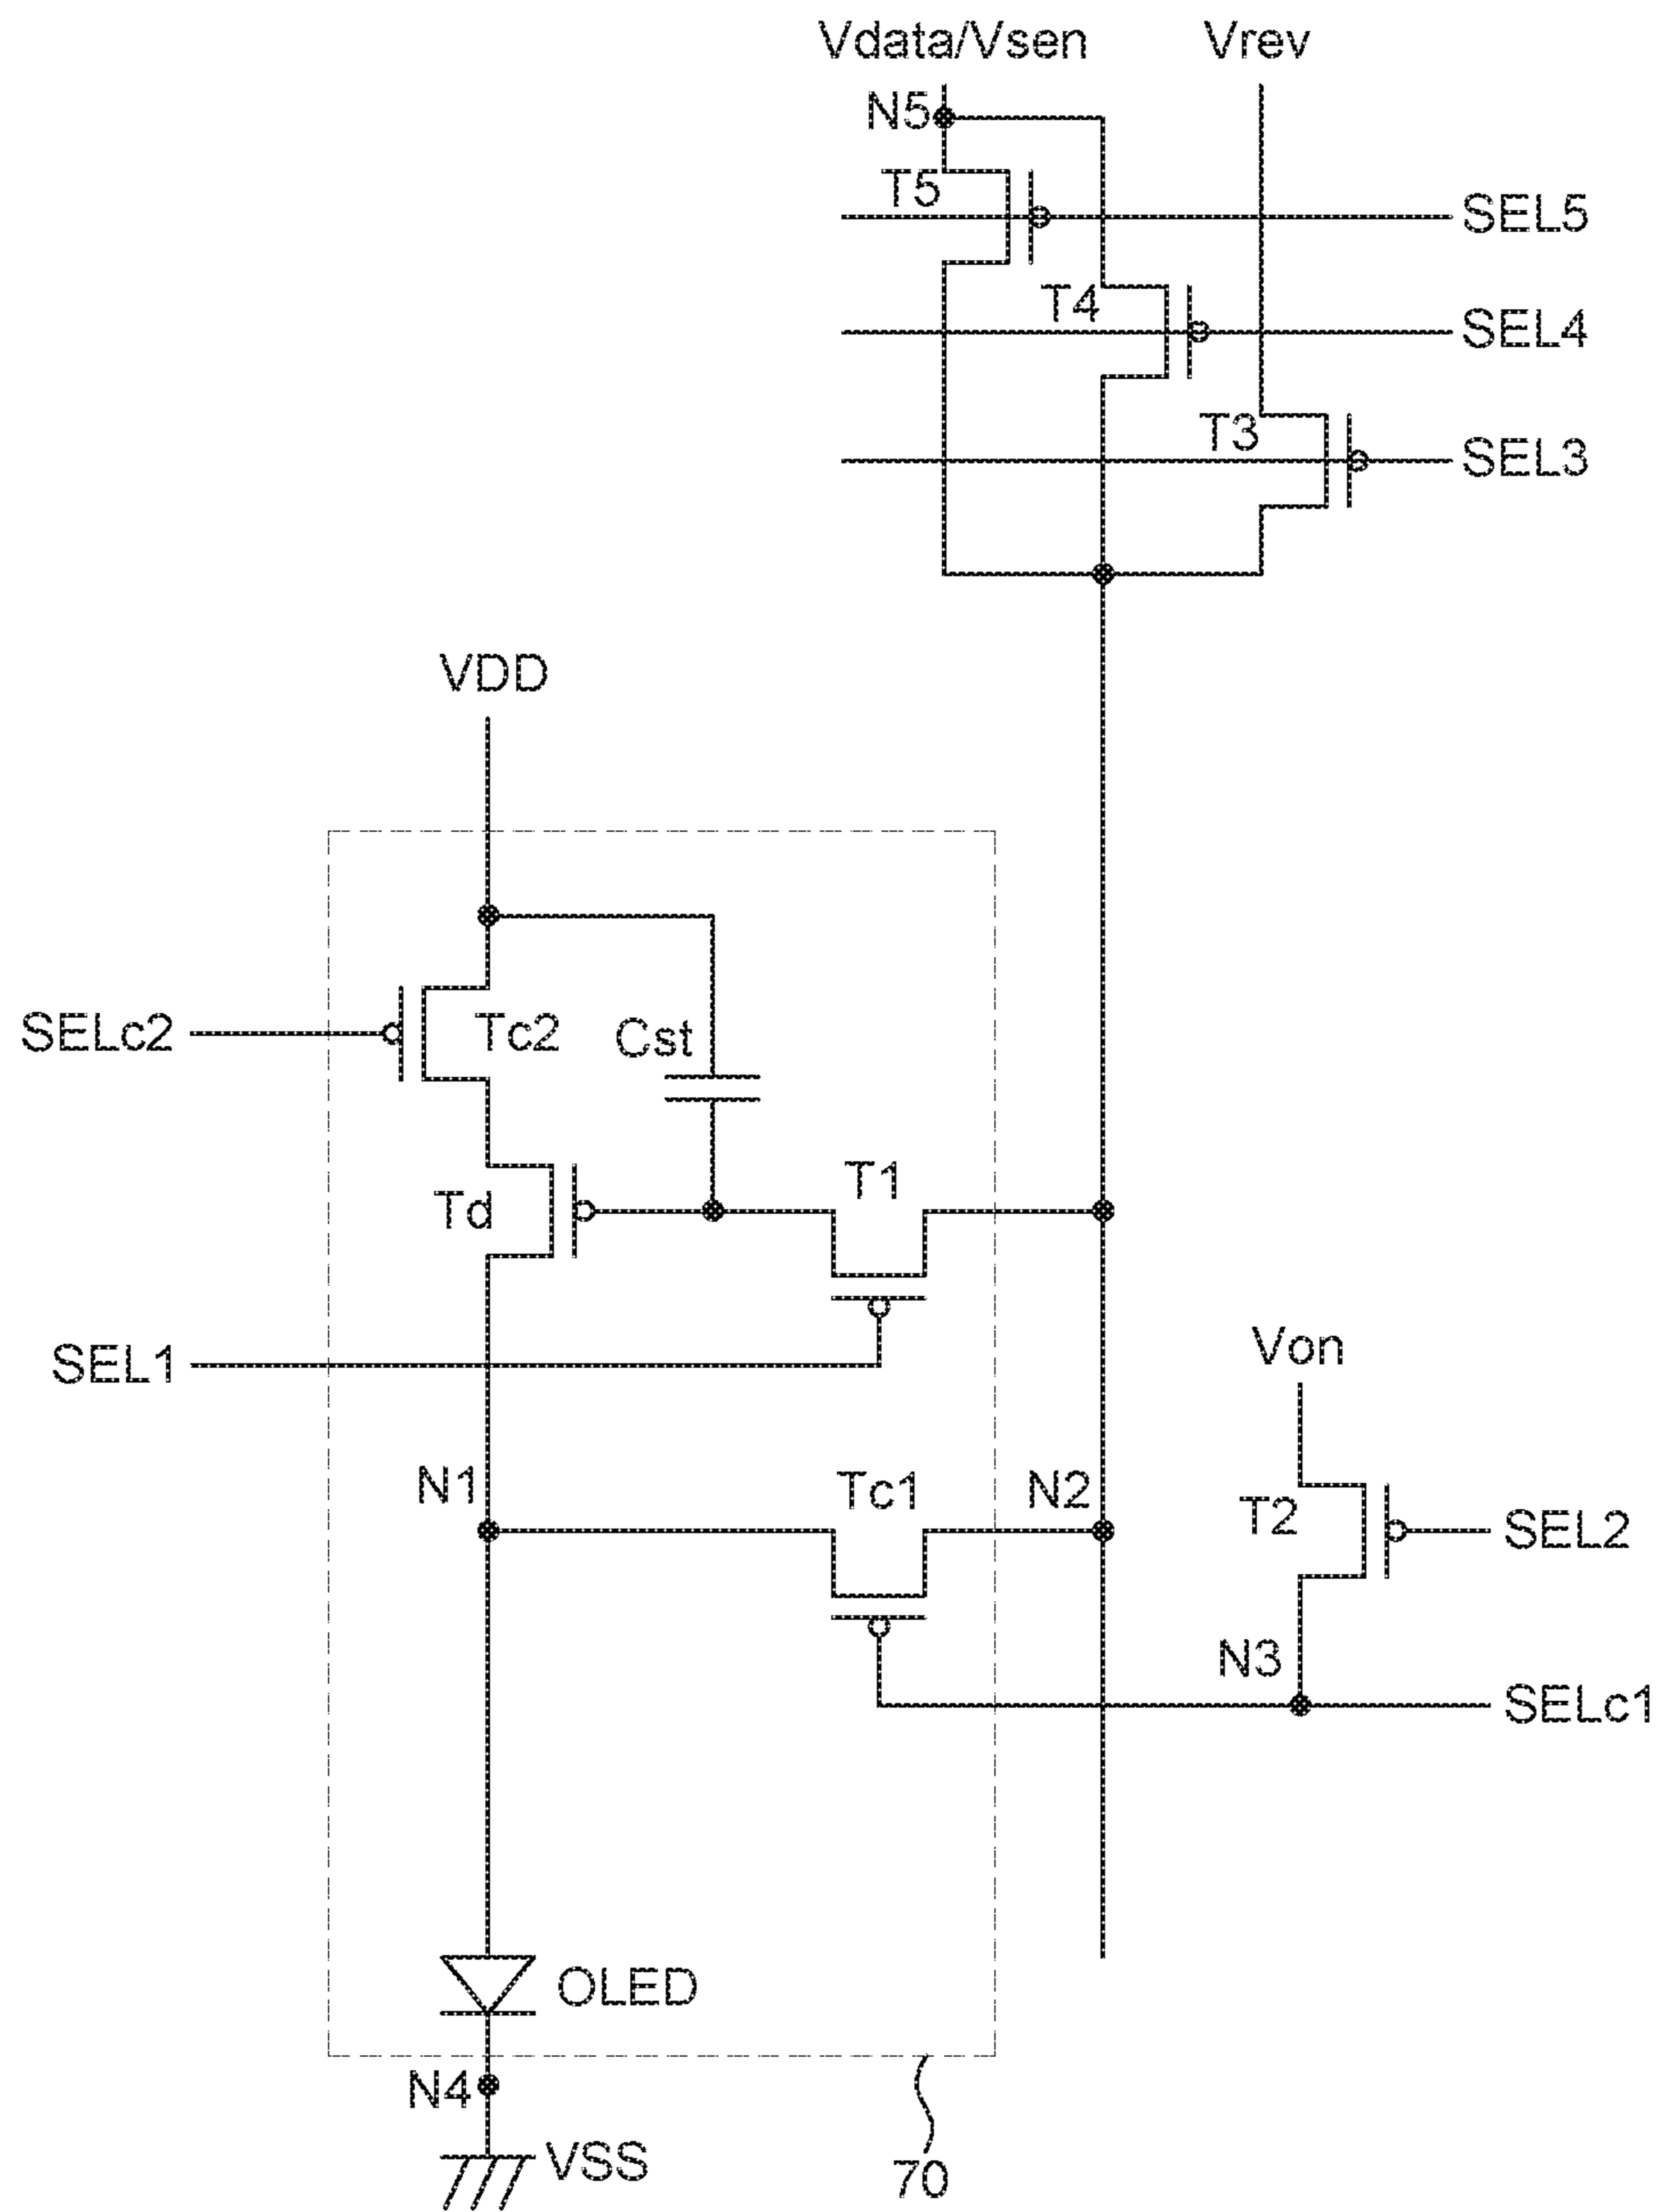 Vdata/Vsen
Vrev
N5
T5
SEL5
T4
SEL4
T3
SEL3
VDD
SELc2
Tc2
Cst
Td
T1
SEL1
Von
N1
Tc1
N2
T2
SEL2
N3
SELc1
OLED
N4
VSS
70